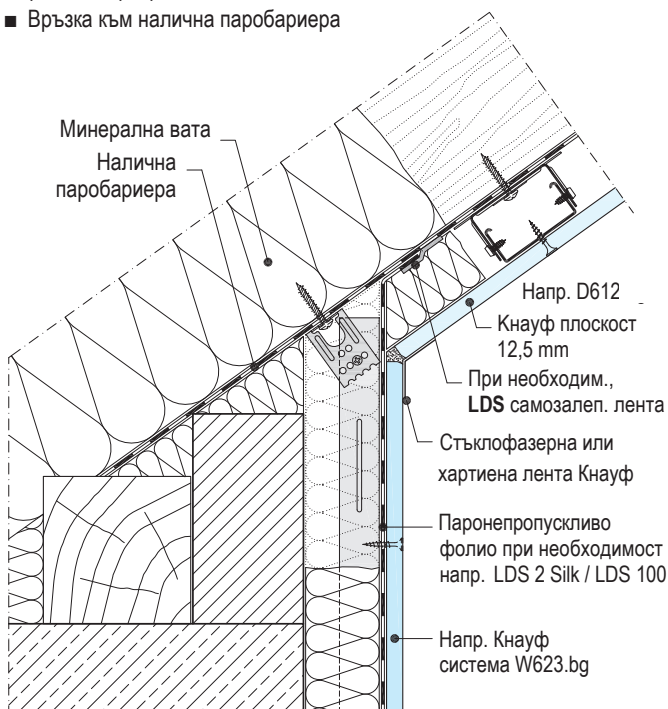 ■ Връзка към налична паробариера
Минерална вата
Налична
паробариера
Напр. D612
Кнауф плоскост
12,5 mm
При необходим.,
LDS самозалеп. лента
Стъклофазерна или
хартиена лента Кнауф
Паронепропускливо
фолио при необходимост
напр. LDS 2 Silk / LDS 100
Напр. Кнауф
система W623.bg